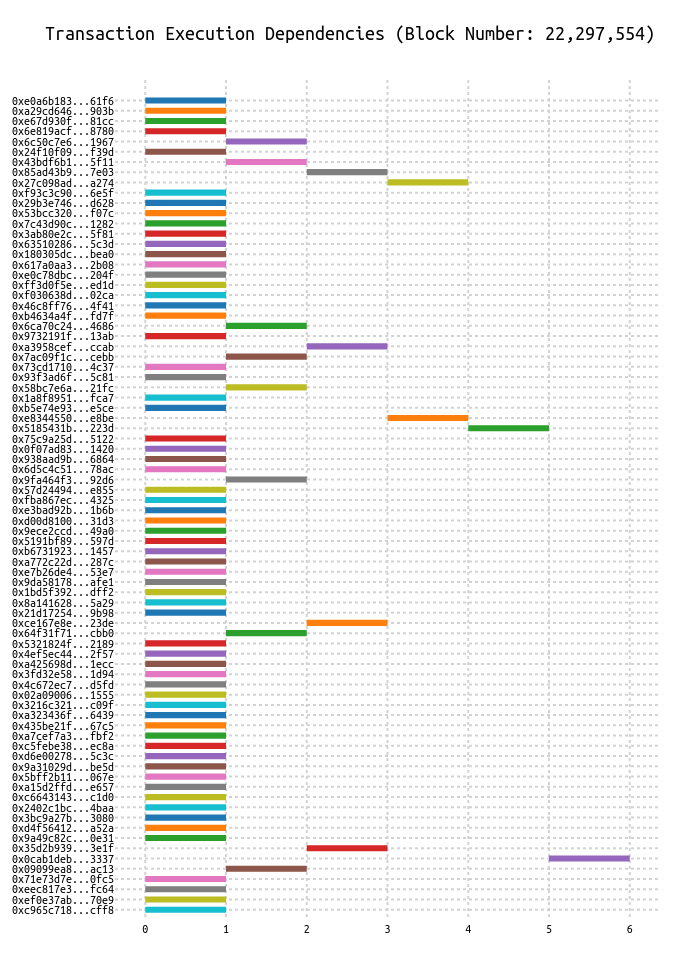 Transaction Execution Dependencies (Block Number: 22,297,554)
0xe0a6b183...61f6
0xa29cd646...903b
0xe67d930f...81cc
0x6e819acf...8780
0x6c50c7e6...1967
0x24f10f09...f39d
0x43bdf6b1...5f11
0x85ad43b9...7e03
0x27c098ad...a274
0xf93c3c90...6e5f
0x29b3e746...d628
0x53bcc320...f07c
0x7c43d90c...1282
0x3ab80e2c...5f81
0x63510286...5c3d
0x180305dc...bea0
0x617a0aa3...2b08
0xe0c78dbc...204f
0xff3d0f5e...ed1d
0xf030638d...02ca
0x46c8ff76...4f41
0xb4634a4f...fd7f
0x6ca70c24...4686
0x9732191f...13ab
0xa3958cef...ccab
0x7ac09f1c...cebb
0x73cd1710...4c37
0x93f3ad6f...5c81
0x58bc7e6a...21fc
0x1a8f8951...fca7
0xb5e74e93...e5ce
0xe8344550...e8be
0x5185431b...223d
0x75c9a25d...5122
0x0f07ad83...1420
0x938aad9b...6864
0x6d5c4c51...78ac
0x9fa464f3...92d6
0x57d24494...e855
0xfba867ec...4325
0xe3bad92b...1b6b
0xd00d8100...31d3
0x9ece2ccd...49a0
0x5191bf89...597d
0xb6731923...1457
0xa772c22d...287c
0xe7b26de4...53e7
0x9da58178...afe1
0x1bd5f392...dff2
0x8a141628...5a29
0x21d17254...9b98
0xce167e8e...23de
0x64f31f71...cbb0
0x5321824f...2189
0x4ef5ec44...2f57
0xa425698d...1ecc
0x3fd32e58...1d94
0x4c672ec7...d5fd
0x02a09006...1555
0x3216c321...c09f
0xa323436f...6439
0x435be21f...67c5
0xa7cef7a3...fbf2
0xc5febe38...ec8a
0xd6e00278...5c3c
0x9a31029d...be5d
0x5bff2b11...067e
0xa15d2ffd...e657
0xc6643143...c1d0
0x2402c1bc...4baa
0x3bc9a27b...3080
0xd4f56412...a52a
0x9a49c82c...0e31
0x35d2b939...3e1f
0x0cab1deb...3337
0x09099ea8...ac13
0x71e73d7e...0fc5
0xeec817e3...fc64
0xef0e37ab...70e9
0xc965c718...cff8
0 1 2 3 4 5 6